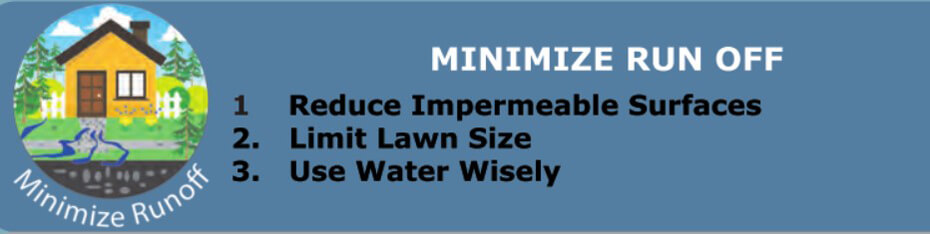 MINIMIZE RUN OFF
1 Reduce Impermeable Surfaces
2. Limit Lawn Size
3. Use Water Wisely
Minimize Runoff